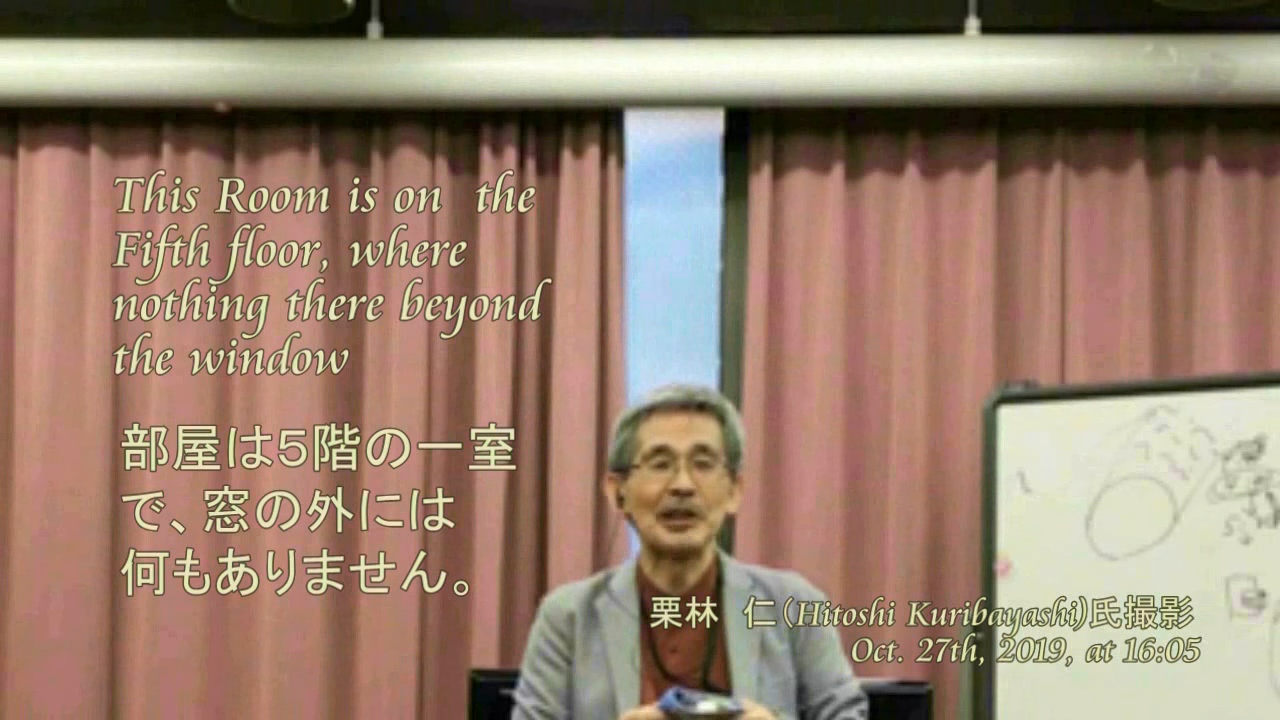 This Room is on the
Fifth floor, where
nothing there beyond
the window
部屋は５階の一室
で、窓の外には
何もありません。
栗林　仁（Hitoshi Kuribayashi）氏撮影
Oct. 27th, 2019, at 16:05